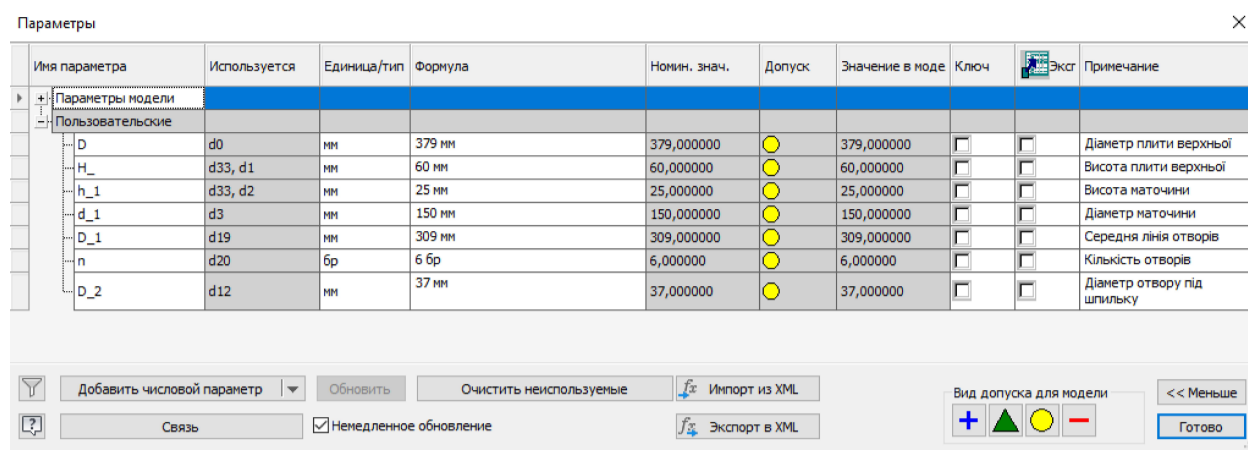 Параметры
Имя параметра Используется Единица/тип Формула Номин. знач. Допуск Значение в моде Ключ Эксг Примечание
Параметры модели
Пользовательские
D d0 мм 379 мм 379,000000 379,000000 Діаметр плити верхньої
H_ d33, d1 мм 60 мм 60,000000 60,000000 Висота плити верхньої
h_1 d33, d2 мм 25 мм 25,000000 25,000000 Висота маточини
d_1 d3 мм 150 мм 150,000000 150,000000 Діаметр маточини
D_1 d19 мм 309 мм 309,000000 309,000000 Середня лінія отворів
n d20 бр 6 бр 6,000000 6,000000 Кількість отворів
D_2 d12 мм 37 мм 37,000000 37,000000 Діаметр отвору під
шпильку
Добавить числовой параметр Обновить Очистить неиспользуемые Импорт из XML Вид допуска для модели << Меньше
Связь Немедленное обновление Экспорт в XML Готово